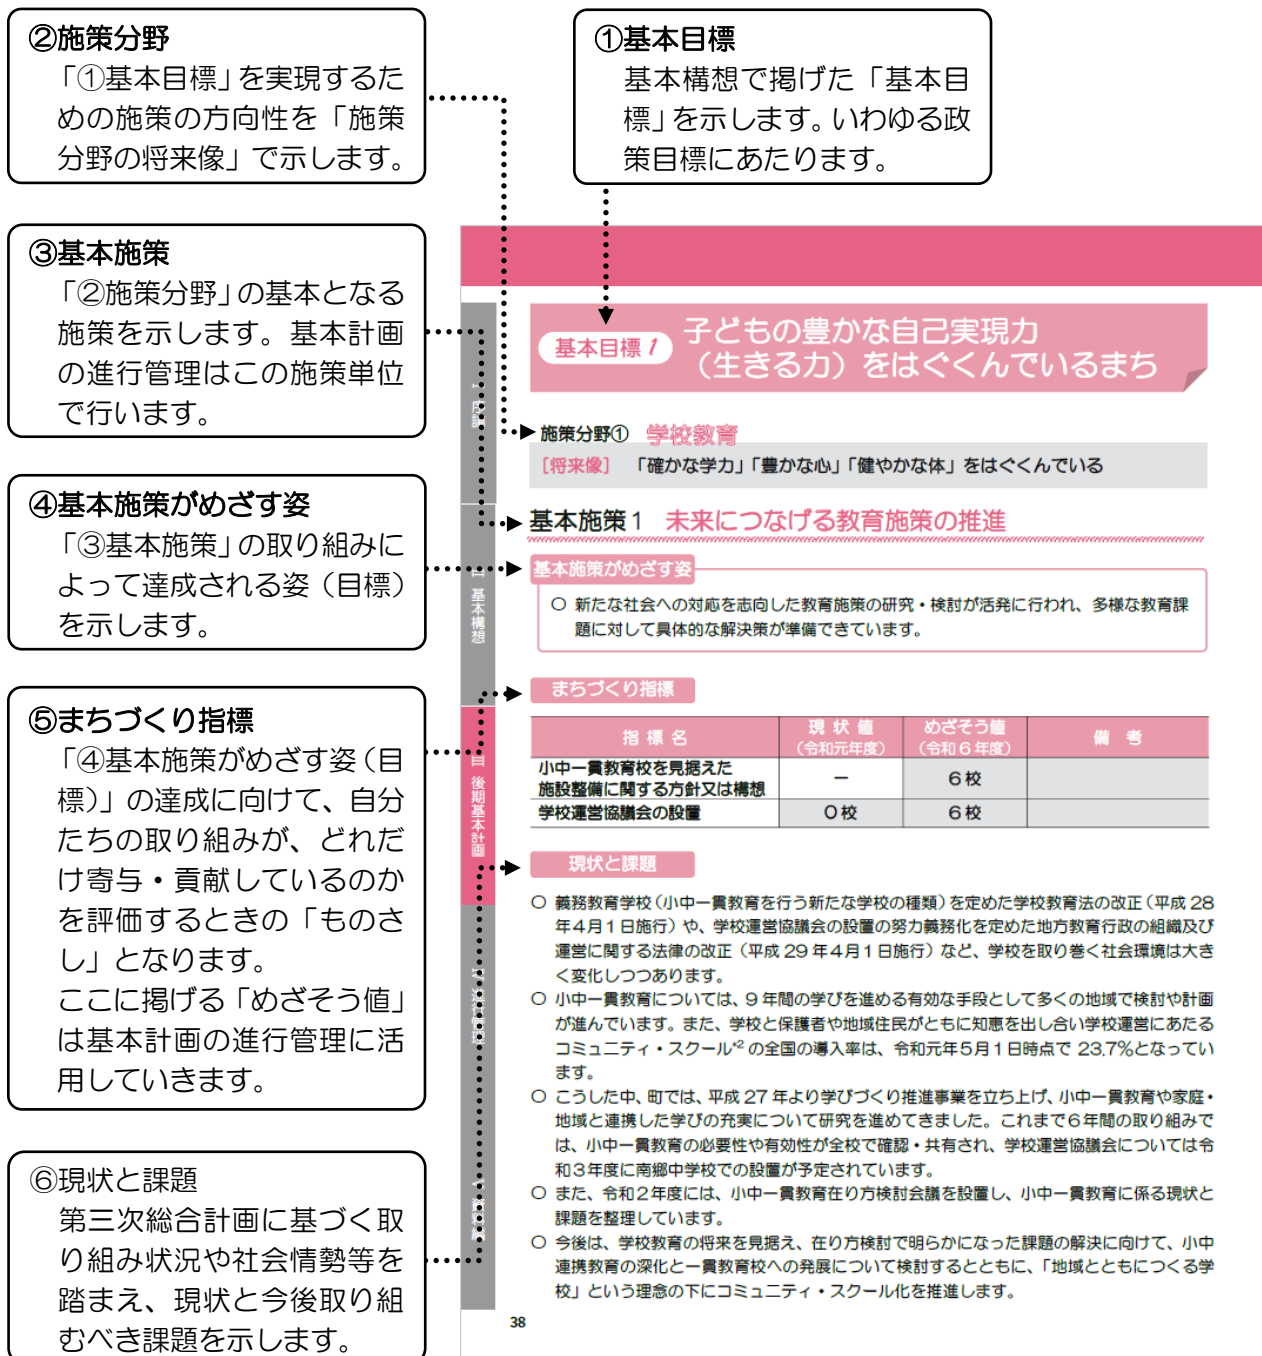 ②施策分野
「①基本目標」を実現するた
めの施策の方向性を「施策
分野の将来像」で示します。
①基本目標
基本構想で掲げた「基本目
標」を示します。いわゆる政
策目標にあたります。
③基本施策
「②施策分野」の基本となる
施策を示します。基本計画
の進行管理はこの施策単位
で行います。
④基本施策がめざす姿
「③基本施策」の取り組みに
よって達成される姿（目標）
を示します。
⑤まちづくり指標
「④基本施策がめざす姿（目
標）」の達成に向けて、自分
たちの取り組みが、どれだ
け寄与・貢献しているのか
を評価するときの「ものさ
し」となります。
ここに掲げる「めざそう値」
は基本計画の進行管理に活
用していきます。
⑥現状と課題
第三次総合計画に基づく取
り組み状況や社会情勢等を
踏まえ、現状と今後取り組
むべき課題を示します。
Ⅱ 基本構想
Ⅲ 後期基本計画
Ⅳ 進行管理
基本目標 1
子どもの豊かな自己実現力
（生きる力）をはぐくんでいるまち
施策分野① 学校教育
［将来像］ 「確かな学力」「豊かな心」「健やかな体」をはぐくんでいる
基本施策1 未来につなげる教育施策の推進
基本施策がめざす姿
○ 新たな社会への対応を志向した教育施策の研究・検討が活発に行われ、多様な教育課
題に対して具体的な解決策が準備できています。
まちづくり指標
指 標 名 現 状 値 （令和元年度） めざそう値 （令和６年度） 備 考
小中一貫教育校を見据えた
施設整備に関する方針又は構想 － 6校
学校運営協議会の設置 0校 6校
現状と課題
○ 義務教育学校（小中一貫教育を行う新たな学校の種類）を定めた学校教育法の改正（平成 28
年４月１日施行）や、学校運営協議会の設置の努力義務化を定めた地方教育行政の組織及び
運営に関する法律の改正（平成 29 年４月１日施行）など、学校を取り巻く社会環境は大き
く変化しつつあります。
○ 小中一貫教育については、９年間の学びを進める有効な手段として多くの地域で検討や計画
が進んでいます。また、学校と保護者や地域住民がともに知恵を出し合い学校運営にあたる
コミュニティ・スクール*2 の全国の導入率は、令和元年５月１日時点で 23.7％となってい
ます。
○ こうした中、町では、平成 27 年より学びづくり推進事業を立ち上げ、小中一貫教育や家庭・
地域と連携した学びの充実について研究を進めてきました。これまで６年間の取り組みで
は、小中一貫教育の必要性や有効性が全校で確認・共有され、学校運営協議会については令
和３年度に南郷中学校での設置が予定されています。
○ また、令和２年度には、小中一貫教育在り方検討会議を設置し、小中一貫教育に係る現状と
課題を整理しています。
○ 今後は、学校教育の将来を見据え、在り方検討で明らかになった課題の解決に向けて、小中
連携教育の深化と一貫教育校への発展について検討するとともに、「地域とともにつくる学
校」という理念の下にコミュニティ・スクール化を推進します。
38